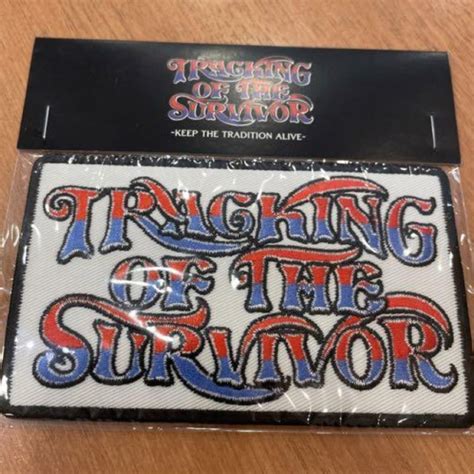 TRACKING
OF THE
SURVIVOR
-KEEP THE TRADITION ALIVE-
TRACKING
OF THE
SURVIVOR